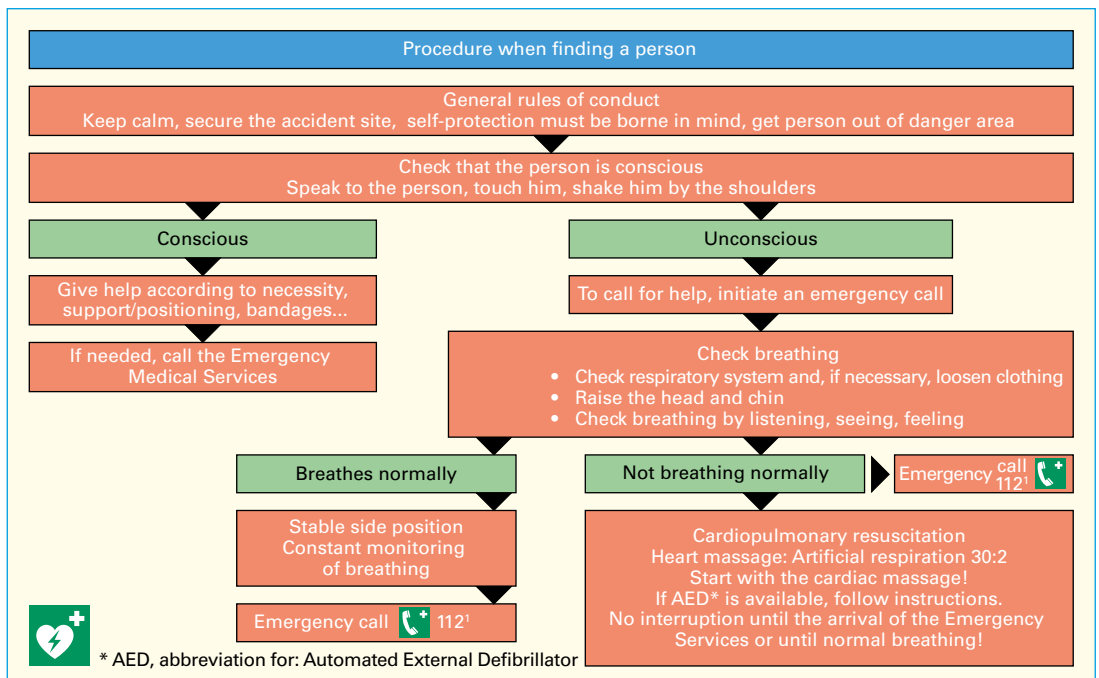 Procedure when finding a person
General rules of conduct
Keep calm, secure the accident site, self-protection must be borne in mind, get person out of danger area
Check that the person is conscious
Speak to the person, touch him, shake him by the shoulders
Conscious
Unconscious
Give help according to necessity,
support/positioning, bandages...
To call for help, initiate an emergency call
If needed, call the Emergency
Medical Services
Check breathing
• Check respiratory system and, if necessary, loosen clothing
• Raise the head and chin
• Check breathing by listening, seeing, feeling
Breathes normally
Not breathing normally
Emergency call
112¹
Stable side position
Constant monitoring
of breathing
Emergency call 112¹
Cardiopulmonary resuscitation
Heart massage: Artificial respiration 30:2
Start with the cardiac massage!
If AED* is available, follow instructions.
No interruption until the arrival of the Emergency
Services or until normal breathing!
* AED, abbreviation for: Automated External Defibrillator